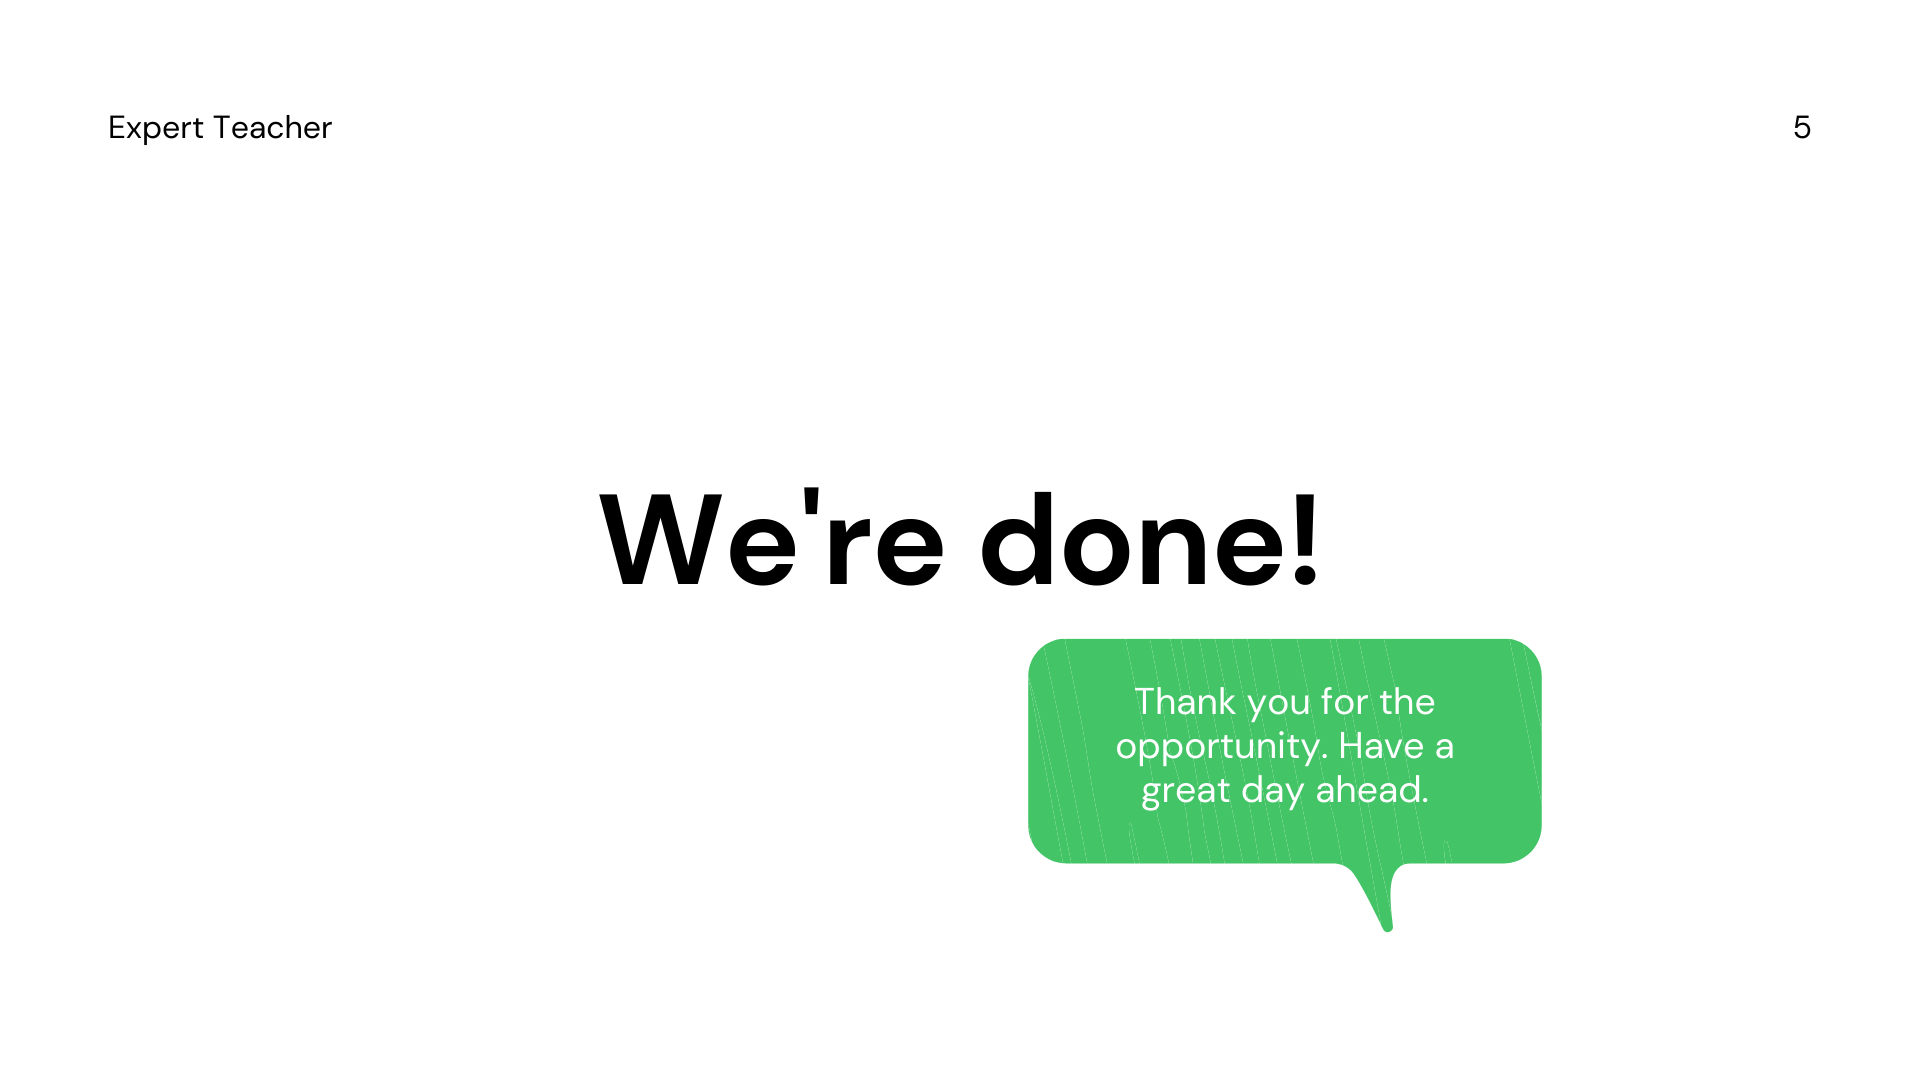 Expert Teacher
5
We're done!
Thank you for the
opportunity. Have a
great day ahead.